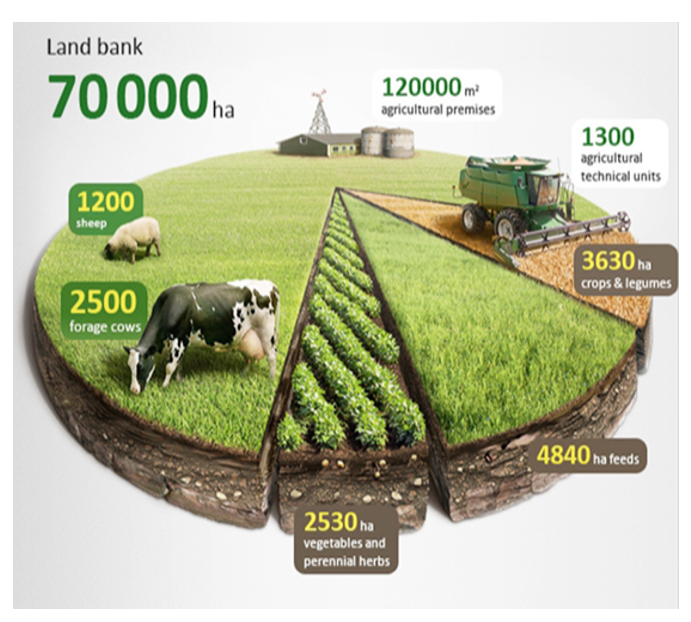 Land bank
70 000 ha
120000 m²
agricultural premises
1300
agricultural
technical units
1200
sheep
2500
forage cows
3630 ha
crops & legumes
4840 ha feeds
2530 ha
vegetables and
perennial herbs